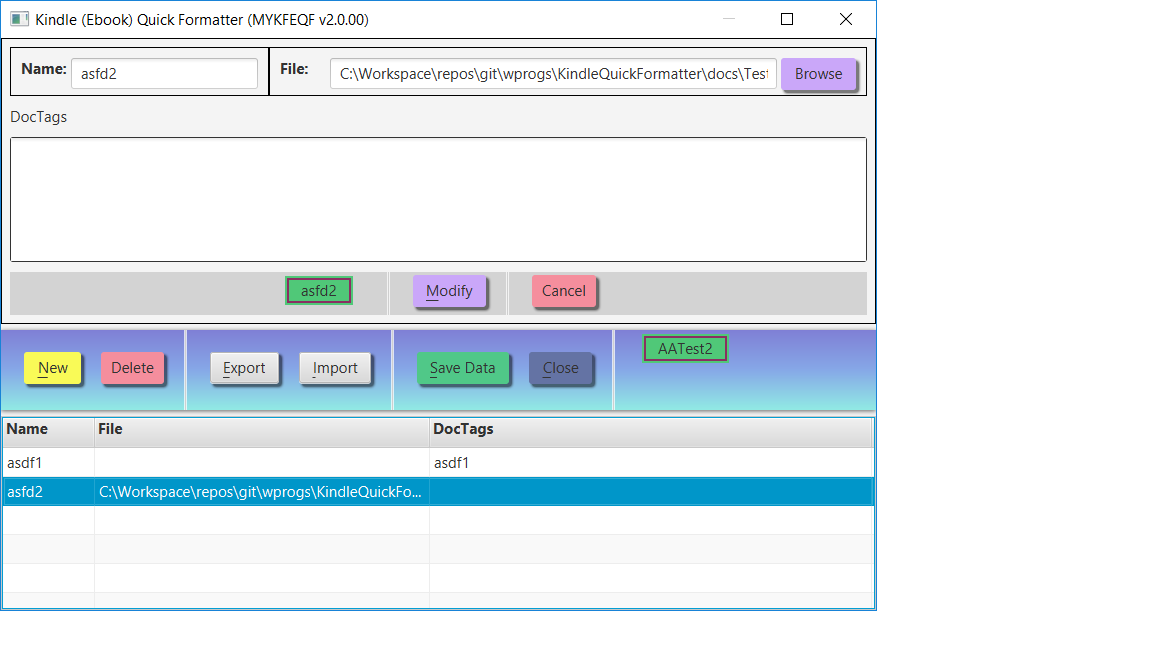 Kindle (Ebook) Quick Formatter (MYKFEQF v2.0.00)
Name: asfd2 File: C:\Workspace\repos\git\wprogs\KindleQuickFormatter\docs\Test Browse
DocTags
asfd2 Modify Cancel
New Delete Export Import Save Data Close AATest2
Name File DocTags
asdf1 asdf1
asfd2 C:\Workspace\repos\git\wprogs\KindleQuickFo...